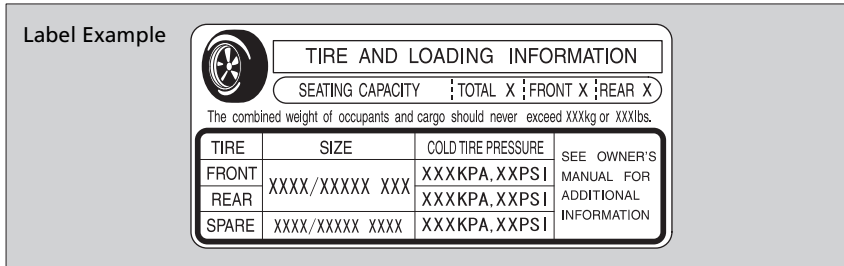 Label Example
TIRE AND LOADING INFORMATION
SEATING CAPACITY TOTAL X FRONT X REAR X
The combined weight of occupants and cargo should never exceed XXXkg or XXXlbs.
TIRE SIZE COLD TIRE PRESSURE
FRONT XXXX/XXXXX XXX XXXKPA,XXPSI
REAR XXXKPA,XXPSI
SPARE XXXX/XXXXX XXXX XXXKPA,XXPSI
SEE OWNER'S
MANUAL FOR
ADDITIONAL
INFORMATION